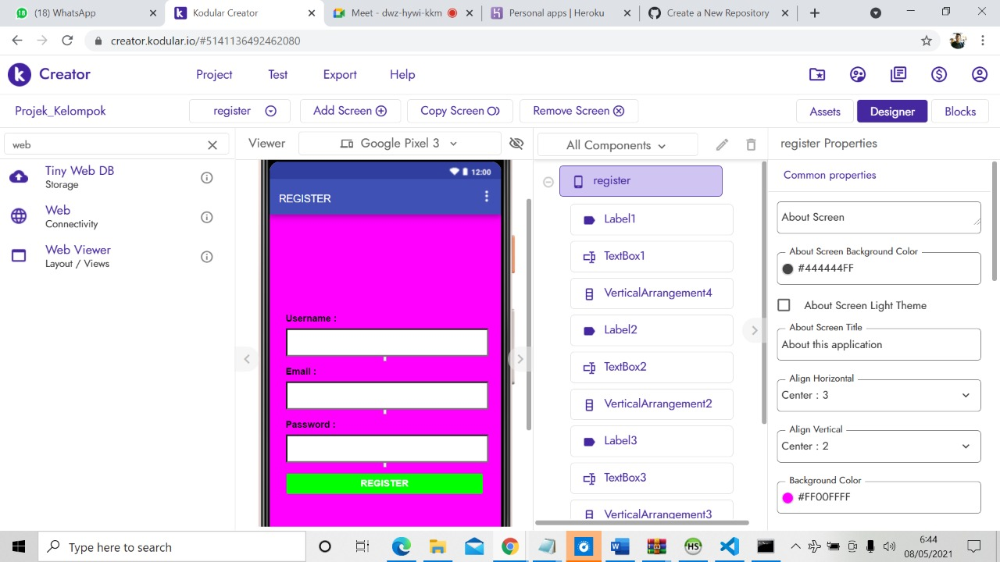 (18) WhatsApp
Kodular Creator
Meet - dwz-hywi-kkm
Personal apps | Heroku
Create a New Repository
creator.kodular.io/#5141136492462080
Creator
Project
Test
Export
Help
Projek_Kelompok
register
Add Screen
Copy Screen
Remove Screen
Assets
Designer
Blocks
web
Viewer
Google Pixel 3
All Components
register Properties
Tiny Web DB
Storage
Web
Connectivity
Web Viewer
Layout / Views
12:00
REGISTER
Username :
Email :
Password :
REGISTER
register
Label1
TextBox1
VerticalArrangement4
Label2
TextBox2
VerticalArrangement2
Label3
TextBox3
VerticalArrangement3
Common properties
About Screen
About Screen Background Color
#444444FF
About Screen Light Theme
About Screen Title
About this application
Align Horizontal
Center : 3
Align Vertical
Center : 2
Background Color
#FF00FFFF
Type here to search
HS
6:44
08/05/2021